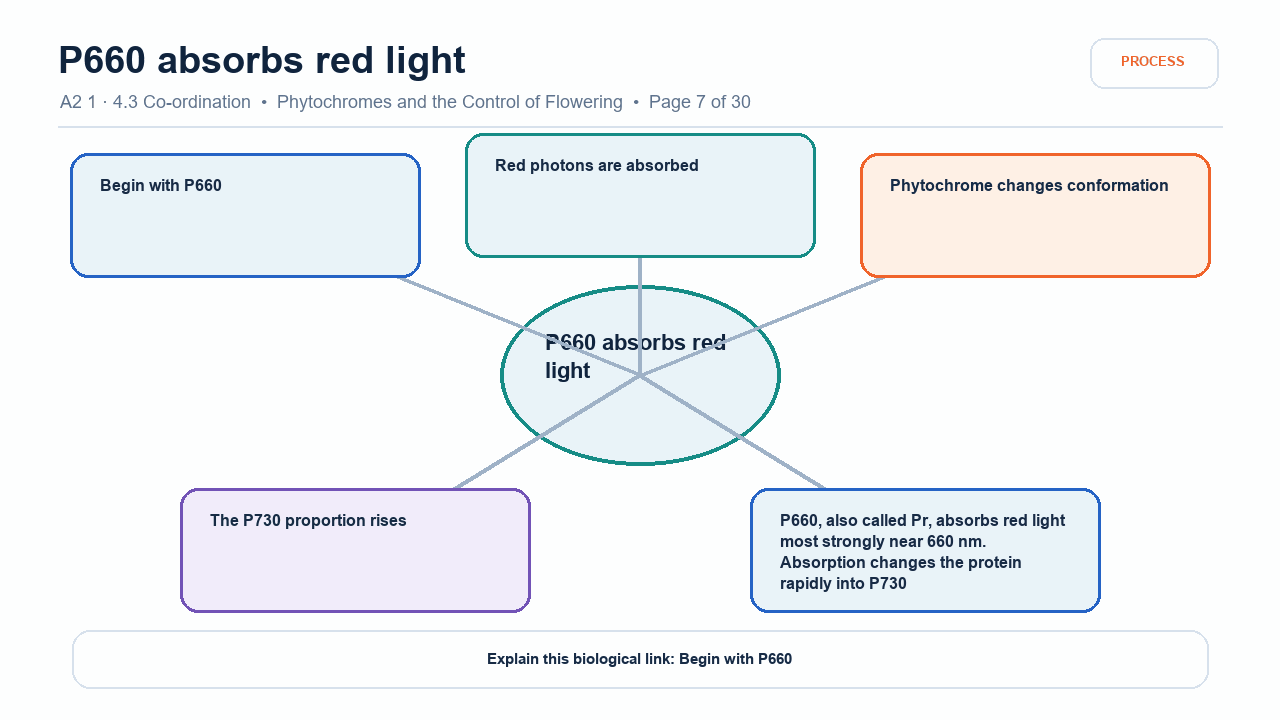 P660 absorbs red light
PROCESS
A2 1 · 4.3 Co-ordination • Phytochromes and the Control of Flowering • Page 7 of 30
Begin with P660
Red photons are absorbed
Phytochrome changes conformation
P660 absorbs red
light
The P730 proportion rises
P660, also called Pr, absorbs red light
most strongly near 660 nm.
Absorption changes the protein
rapidly into P730
Explain this biological link: Begin with P660